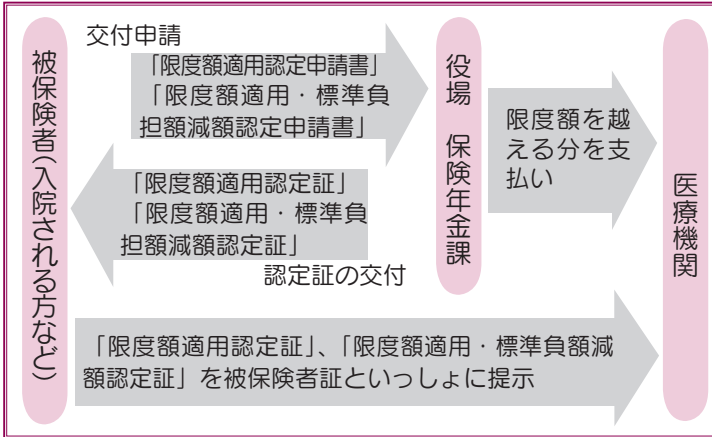 被保険者(入院される方など)
交付申請
「限度額適用認定申請書」
「限度額適用・標準負
担額減額認定申請書」
「限度額適用認定証」
「限度額適用・標準負
担額減額認定証」
認定証の交付
役場　保険年金課
限度額を越
える分を支
払い
医療機関
「限度額適用認定証」、「限度額適用・標準負額減
額認定証」を被保険者証といっしょに提示